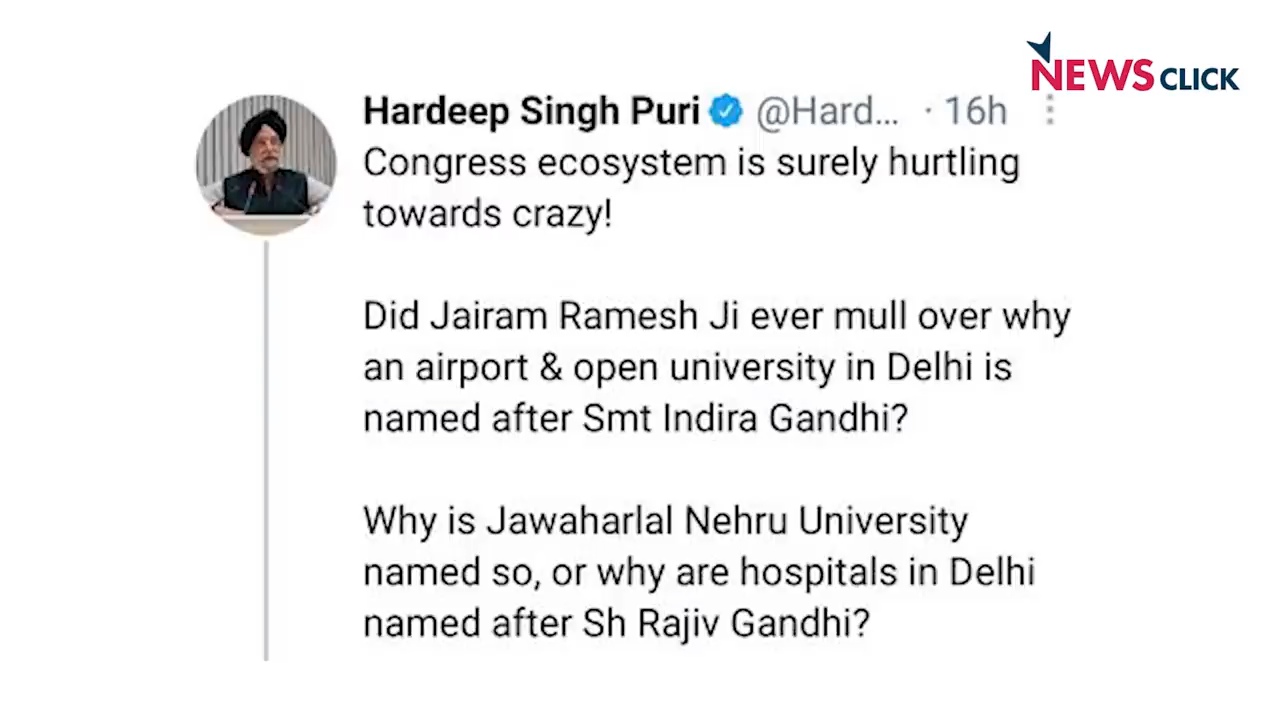 NEWS CLICK
Hardeep Singh Puri @Hard... · 16h
Congress ecosystem is surely hurtling
towards crazy!
Did Jairam Ramesh Ji ever mull over why
an airport & open university in Delhi is
named after Smt Indira Gandhi?
Why is Jawaharlal Nehru University
named so, or why are hospitals in Delhi
named after Sh Rajiv Gandhi?